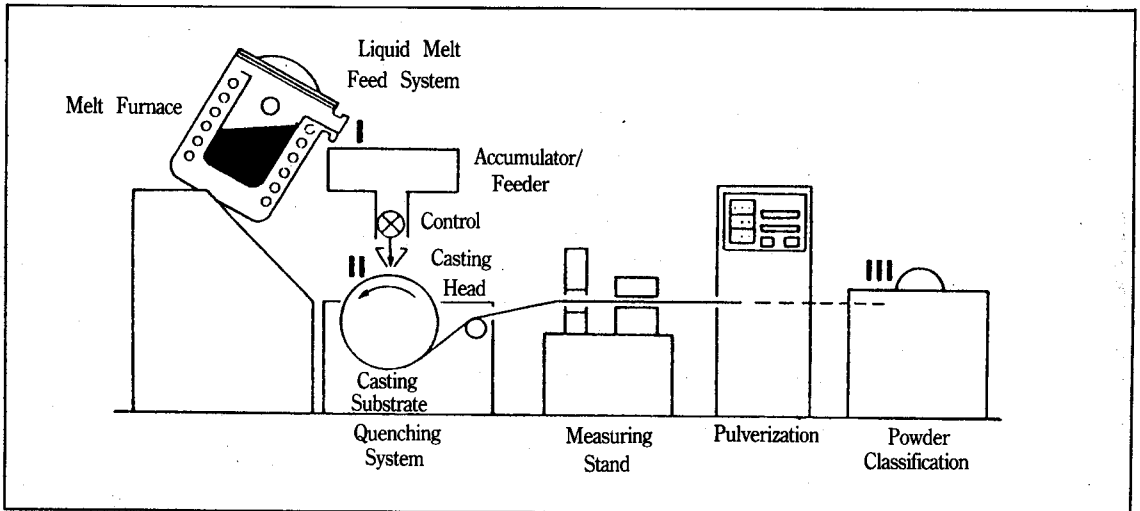 Liquid Melt
Feed System
Melt Furnace
I
Accumulator/
Feeder
Control
II
Casting
Head
III
Casting
Substrate
Quenching
System
Measuring
Stand
Pulverization
Powder
Classification